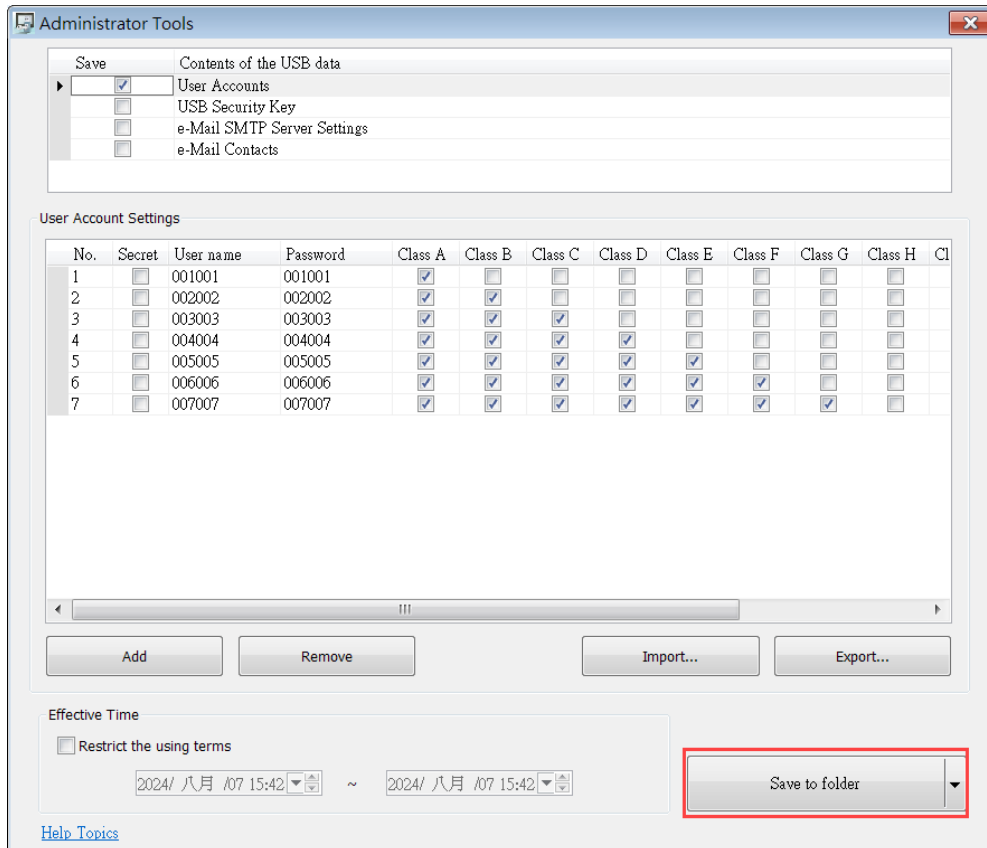 Administrator Tools
Save Contents of the USB data
User Accounts
USB Security Key
e-Mail SMTP Server Settings
e-Mail Contacts
User Account Settings
No. Secret User name Password Class A Class B Class C Class D Class E Class F Class G Class H Cl
1 001001 001001
2 002002 002002
3 003003 003003
4 004004 004004
5 005005 005005
6 006006 006006
7 007007 007007
Add Remove Import... Export...
Effective Time
Restrict the using terms
2024/ 八月 /07 15:42 ~ 2024/ 八月 /07 15:42
Save to folder
Help Topics